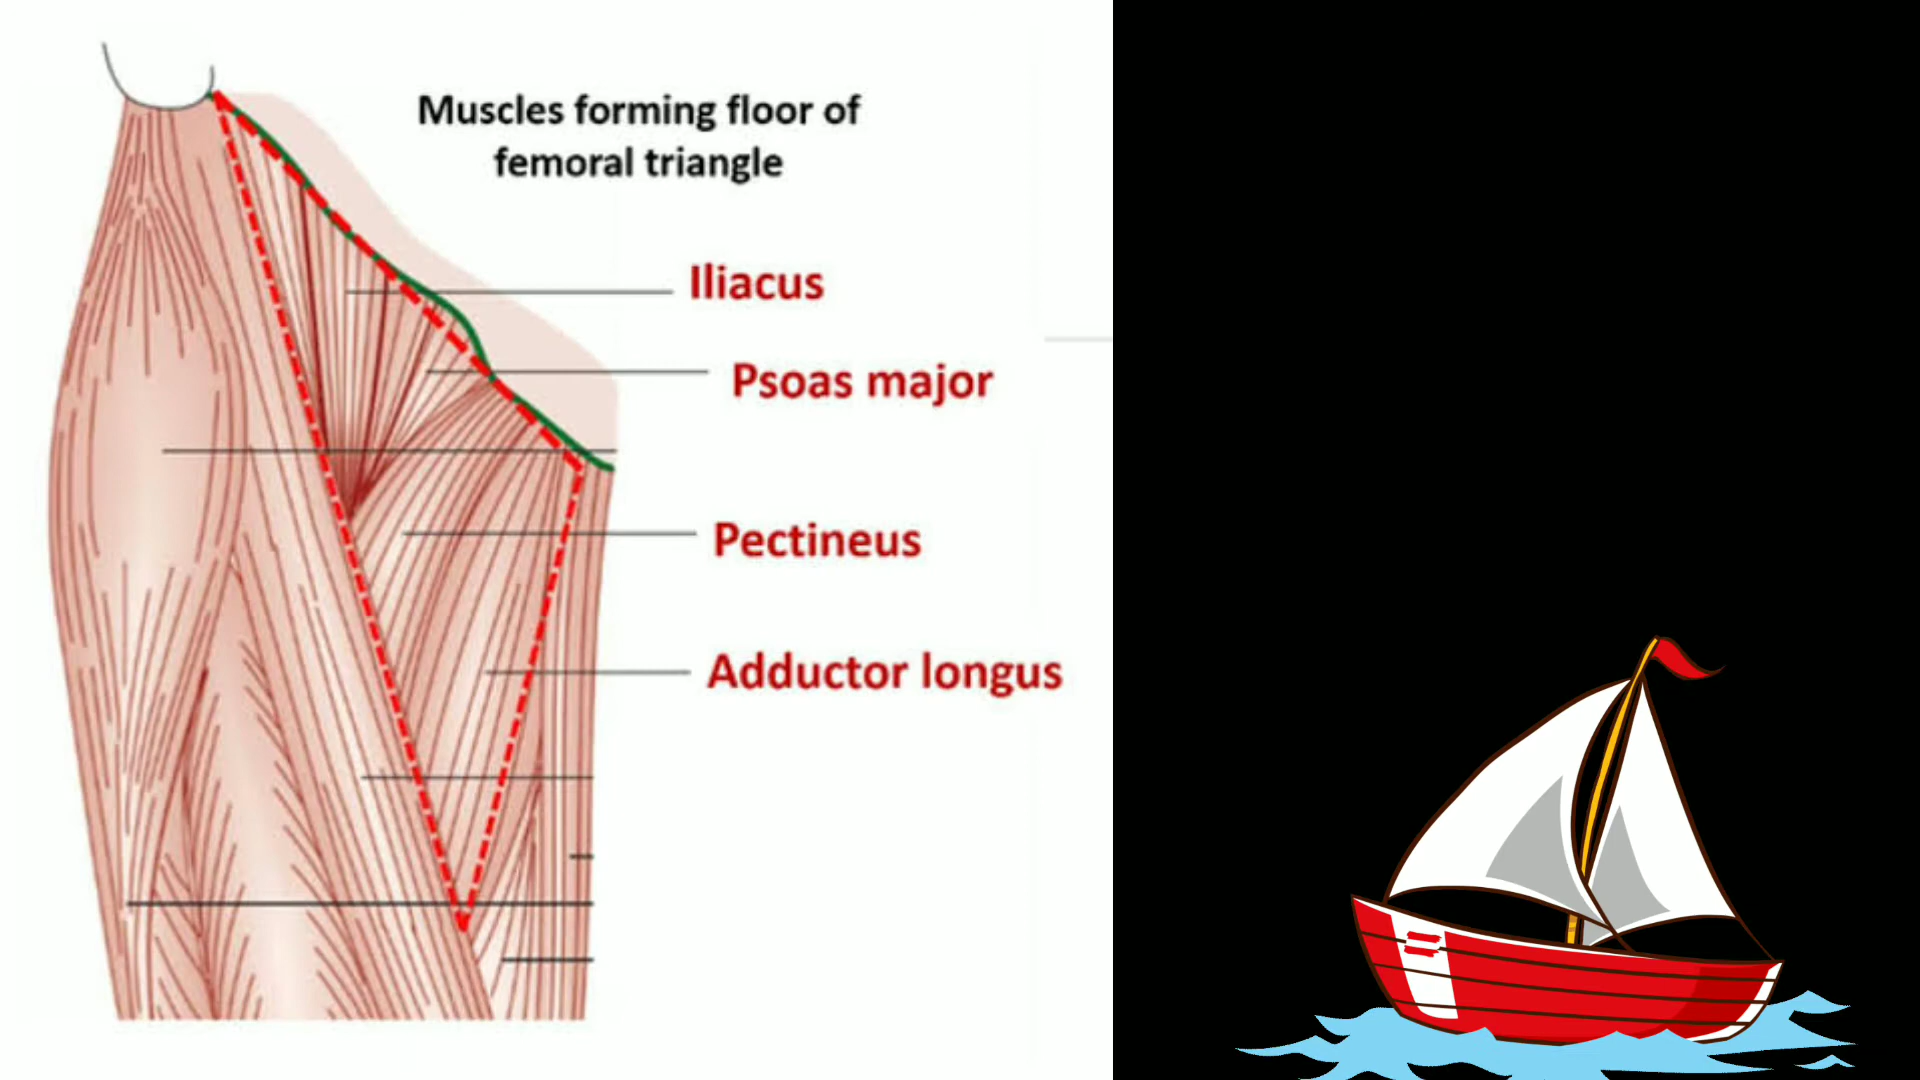 Muscles forming floor of
femoral triangle
Iliacus
Psoas major
Pectineus
Adductor longus